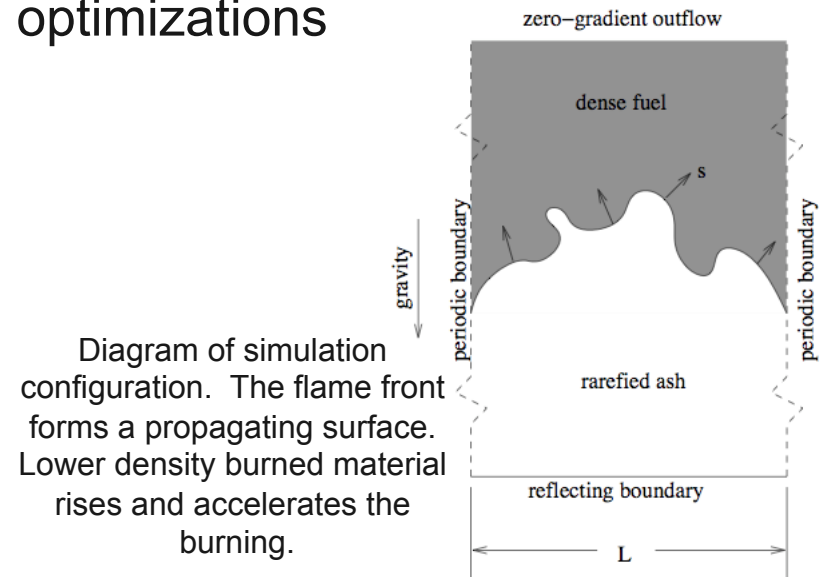 optimizations
zero−gradient outflow
dense fuel
s
periodic boundary
periodic boundary
gravity
Diagram of simulation
configuration. The flame front
forms a propagating surface.
Lower density burned material
rises and accelerates the
burning.
rarefied ash
reflecting boundary
L